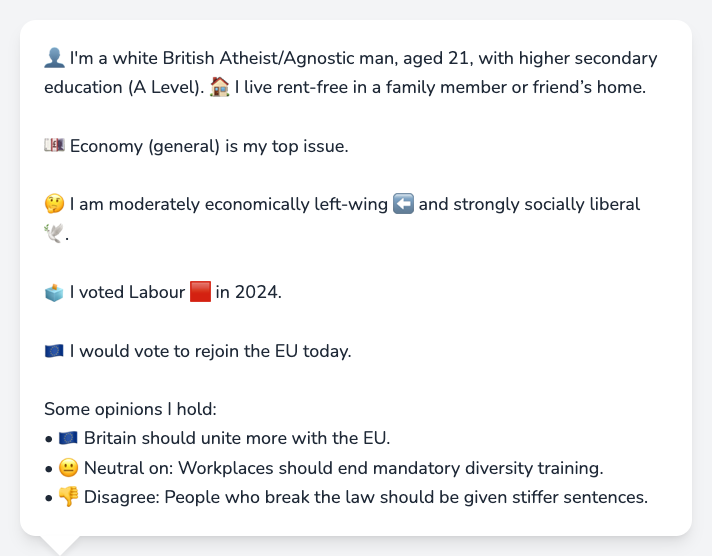 👤 I'm a white British Atheist/Agnostic man, aged 21, with higher secondary
education (A Level). 🏠 I live rent-free in a family member or friend’s home.
💷 Economy (general) is my top issue.
🤔 I am moderately economically left-wing ⬅️ and strongly socially liberal
🕊️.
🗳️ I voted Labour 🟥 in 2024.
🇪🇺 I would vote to rejoin the EU today.
Some opinions I hold:
• 🇪🇺 Britain should unite more with the EU.
• 😐 Neutral on: Workplaces should end mandatory diversity training.
• 👎 Disagree: People who break the law should be given stiffer sentences.